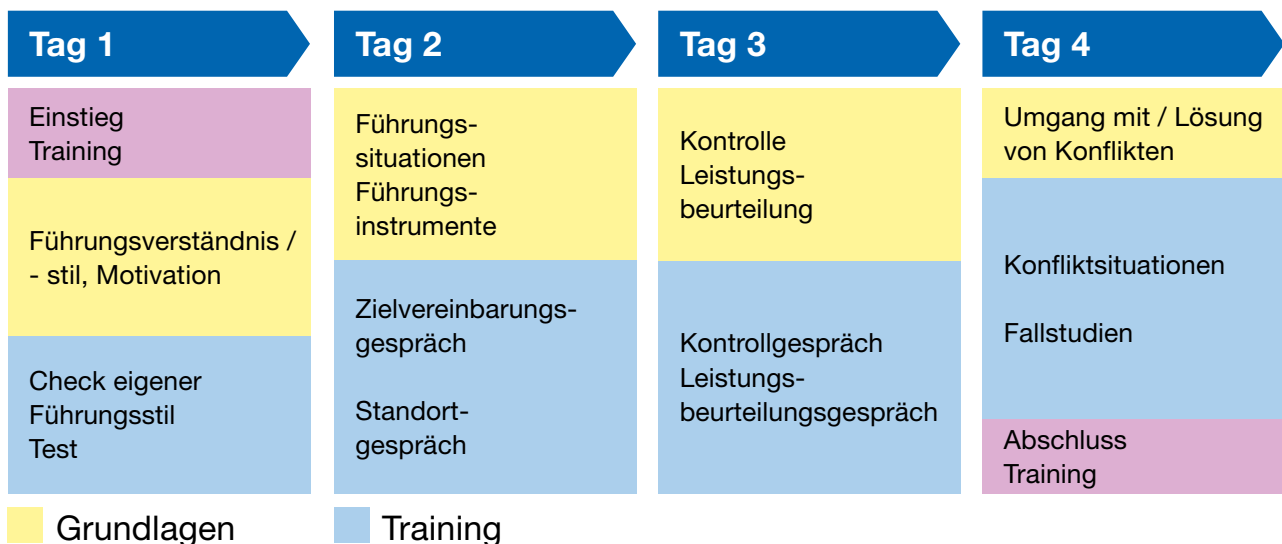 Tag 1
Einstieg
Training
Führungsverständnis /
- stil, Motivation
Check eigener
Führungsstil
Test
Tag 2
Führungs-
situationen
Führungs-
instrumente
Zielvereinbarungs-
gespräch
Standort-
gespräch
Tag 3
Kontrolle
Leistungs-
beurteilung
Kontrollgespräch
Leistungs-
beurteilungsgespräch
Tag 4
Umgang mit / Lösung
von Konflikten
Konfliktsituationen
Fallstudien
Abschluss
Training
Grundlagen
Training